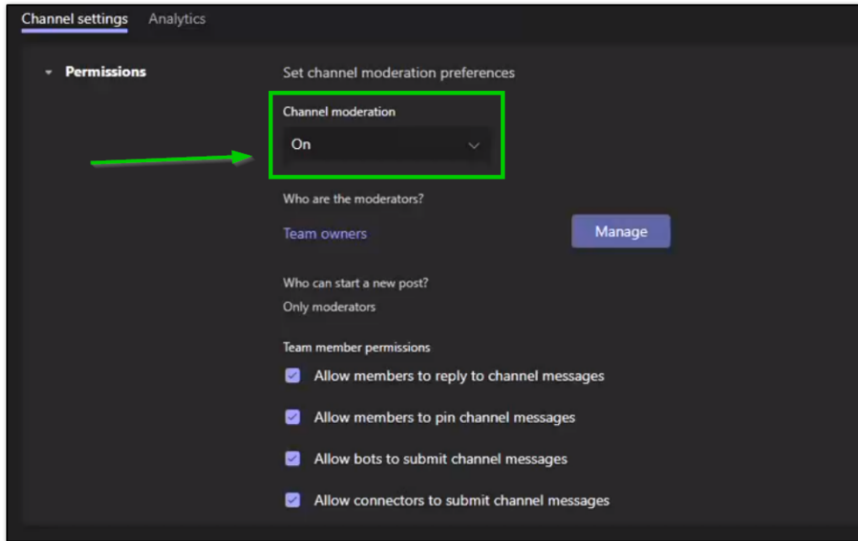 Channel settings Analytics
Permissions
Set channel moderation preferences
Channel moderation
On
Who are the moderators?
Team owners
Manage
Who can start a new post?
Only moderators
Team member permissions
Allow members to reply to channel messages
Allow members to pin channel messages
Allow bots to submit channel messages
Allow connectors to submit channel messages